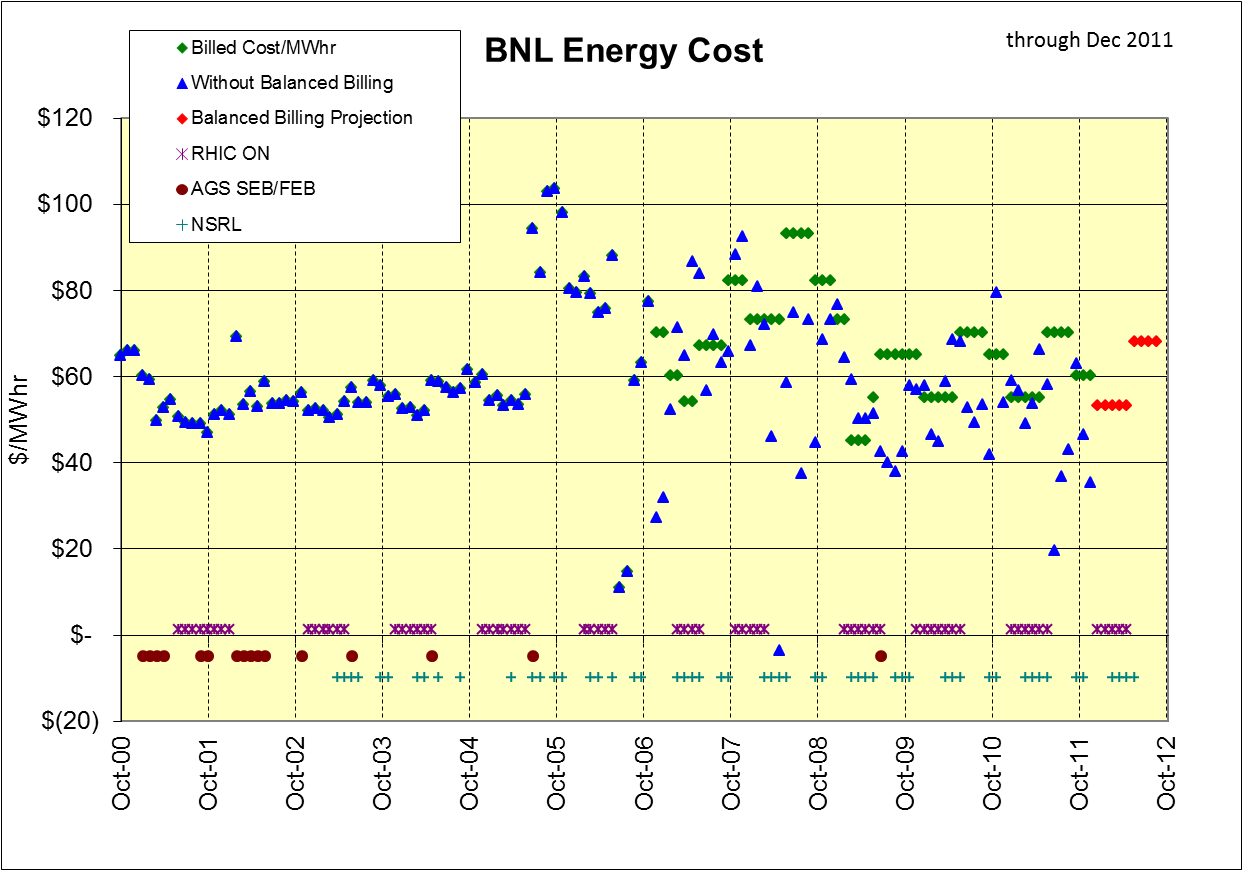 BNL Energy Cost
through Dec 2011
Billed Cost/MWhr
Without Balanced Billing
Balanced Billing Projection
RHIC ON
AGS SEB/FEB
NSRL
$/MWhr
$120
$100
$80
$60
$40
$20
$-
$(20)
Oct-00
Oct-01
Oct-02
Oct-03
Oct-04
Oct-05
Oct-06
Oct-07
Oct-08
Oct-09
Oct-10
Oct-11
Oct-12